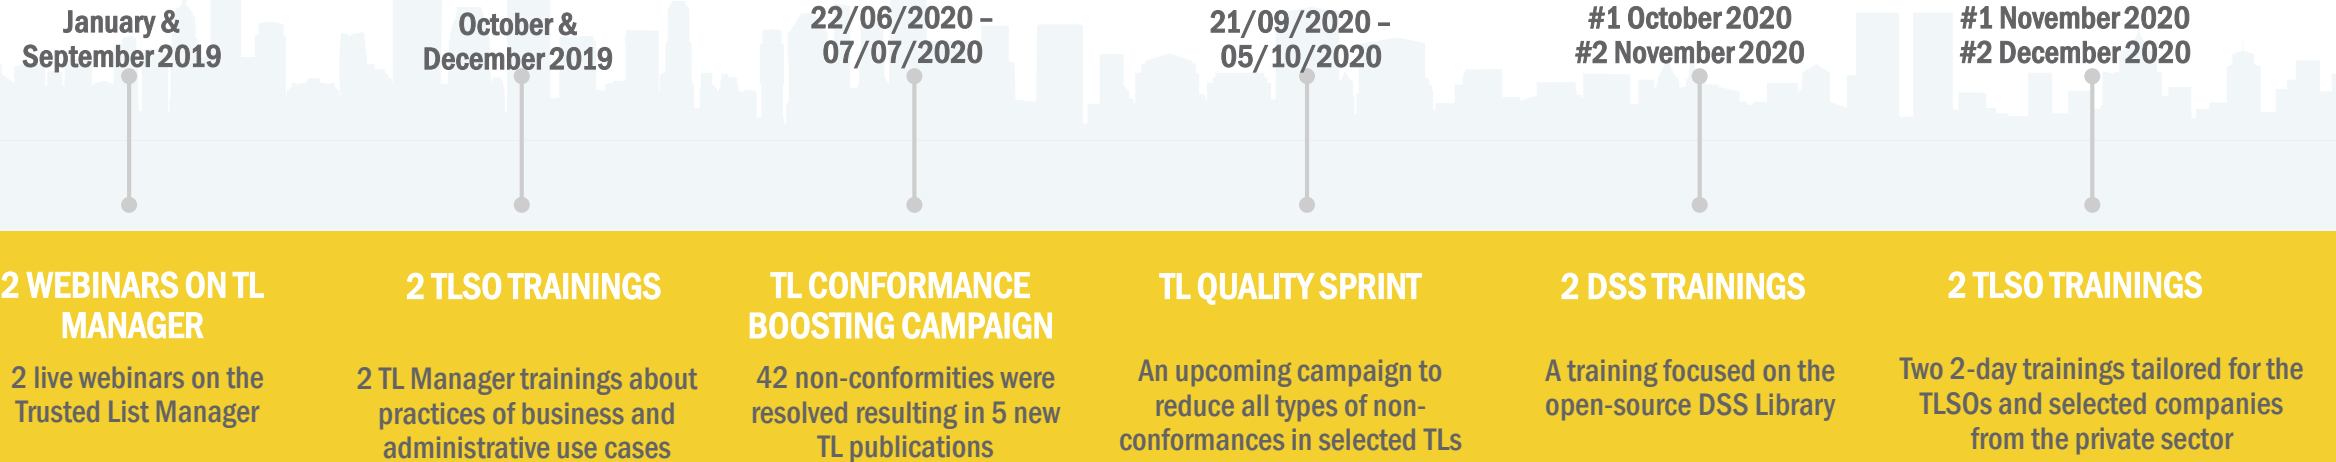 January &
September 2019
October &
December 2019
22/06/2020 –
07/07/2020
21/09/2020 –
05/10/2020
#1 October 2020
#2 November 2020
#1 November 2020
#2 December 2020
2 WEBINARS ON TL
MANAGER
2 live webinars on the
Trusted List Manager
2 TLSO TRAININGS
2 TL Manager trainings about
practices of business and
administrative use cases
TL CONFORMANCE
BOOSTING CAMPAIGN
42 non-conformities were
resolved resulting in 5 new
TL publications
TL QUALITY SPRINT
An upcoming campaign to
reduce all types of non-
conformances in selected TLs
2 DSS TRAININGS
A training focused on the
open-source DSS Library
2 TLSO TRAININGS
Two 2-day trainings tailored for the
TLSOs and selected companies
from the private sector